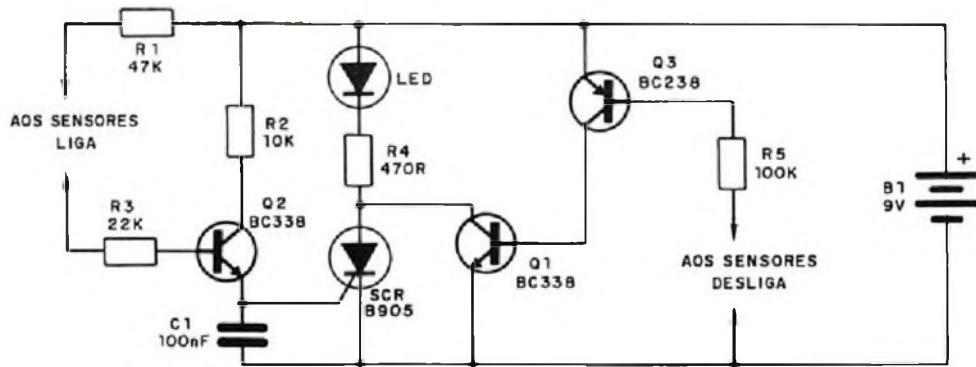 R1
47K
AOS SENSORES
LIGA
R2
10K
R3
22K
Q2
BC338
C1
100nF
LED
R4
470R
SCR
B905
Q1
BC338
Q3
BC238
R5
100K
AOS SENSORES
DESLIGA
B1
9V
+